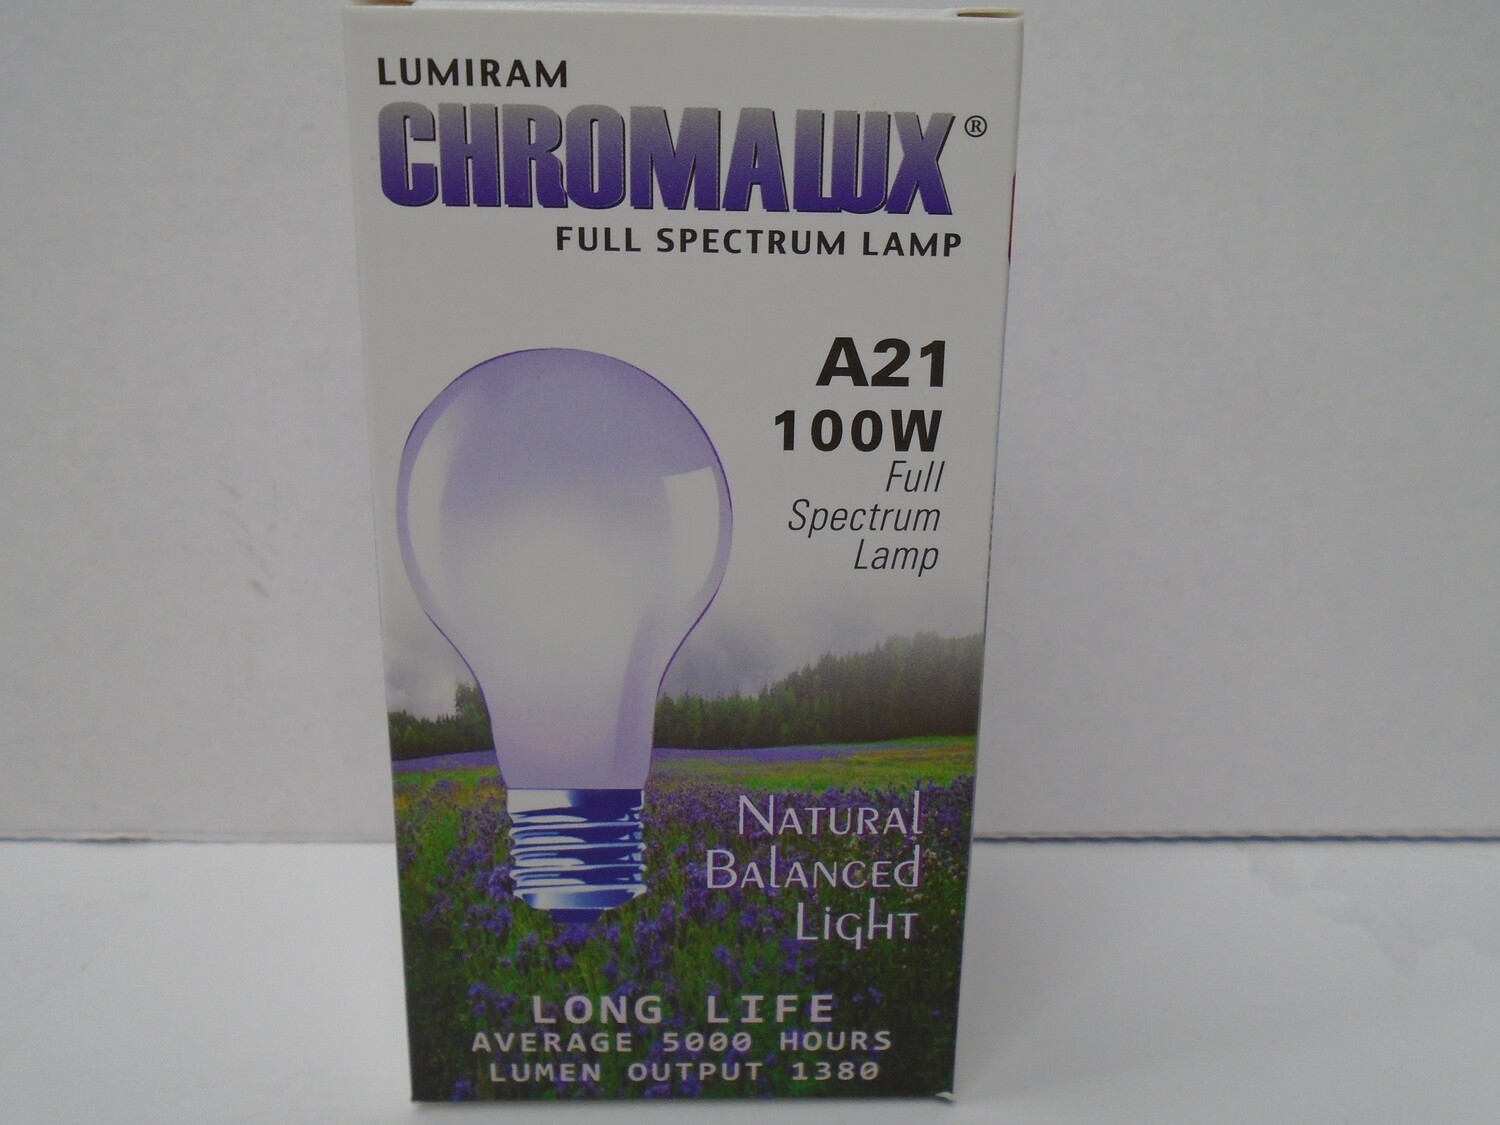 LUMIRAM
CHROMALUX®
FULL SPECTRUM LAMP
A21
100W
Full
Spectrum
Lamp
NATURAL
BALANCED
LIGHT
LONG LIFE
AVERAGE 5000 HOURS
LUMEN OUTPUT 1380